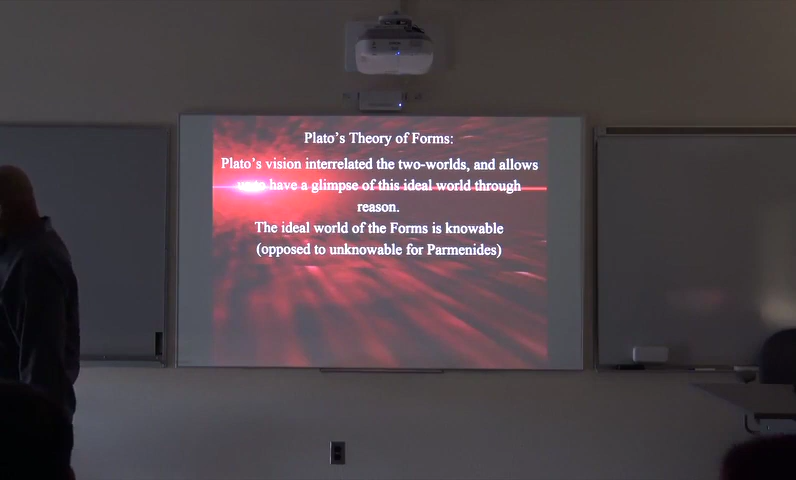 Plato's Theory of Forms:
Plato's vision interrelated the two-worlds, and allows
us to have a glimpse of this ideal world through
reason.
The ideal world of the Forms is knowable
(opposed to unknowable for Parmenides)